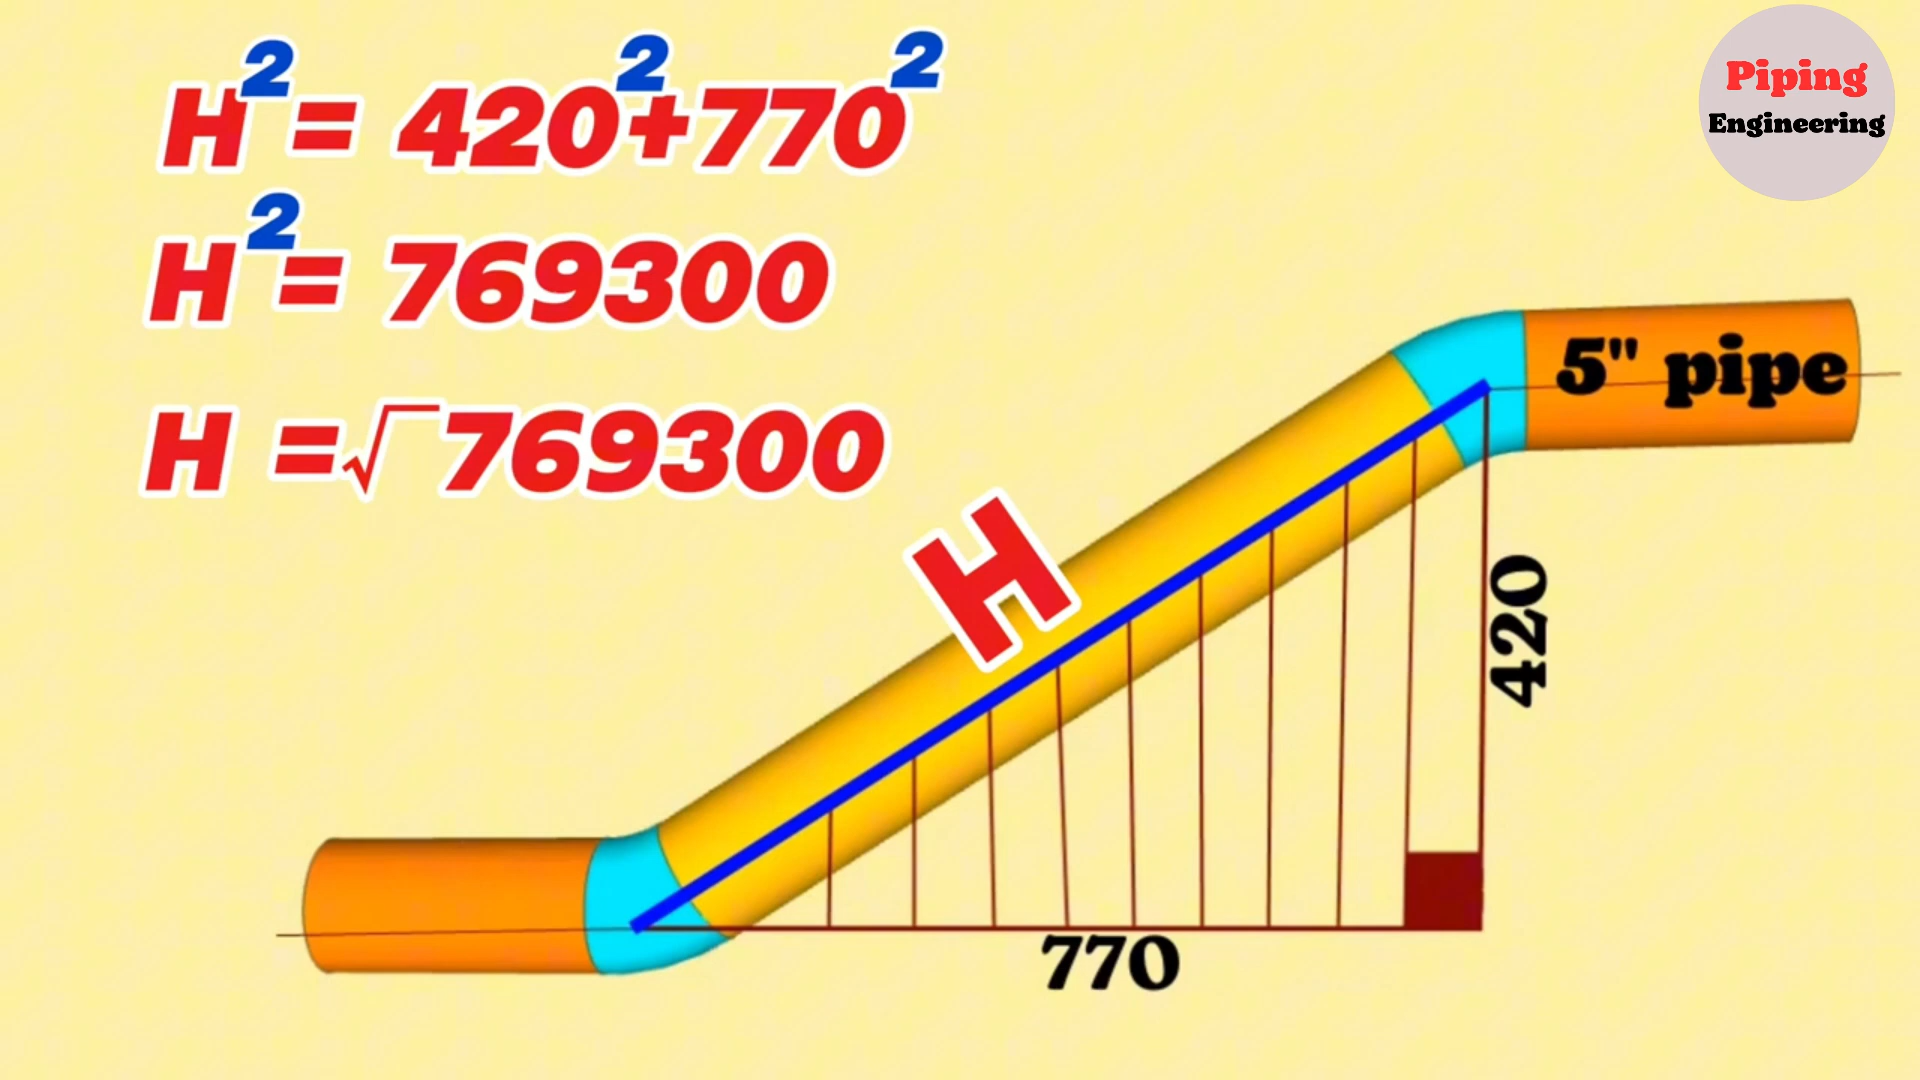 Piping
Engineering
H²= 420²+770²
H²= 769300
H =√769300
5" pipe
H
420
770